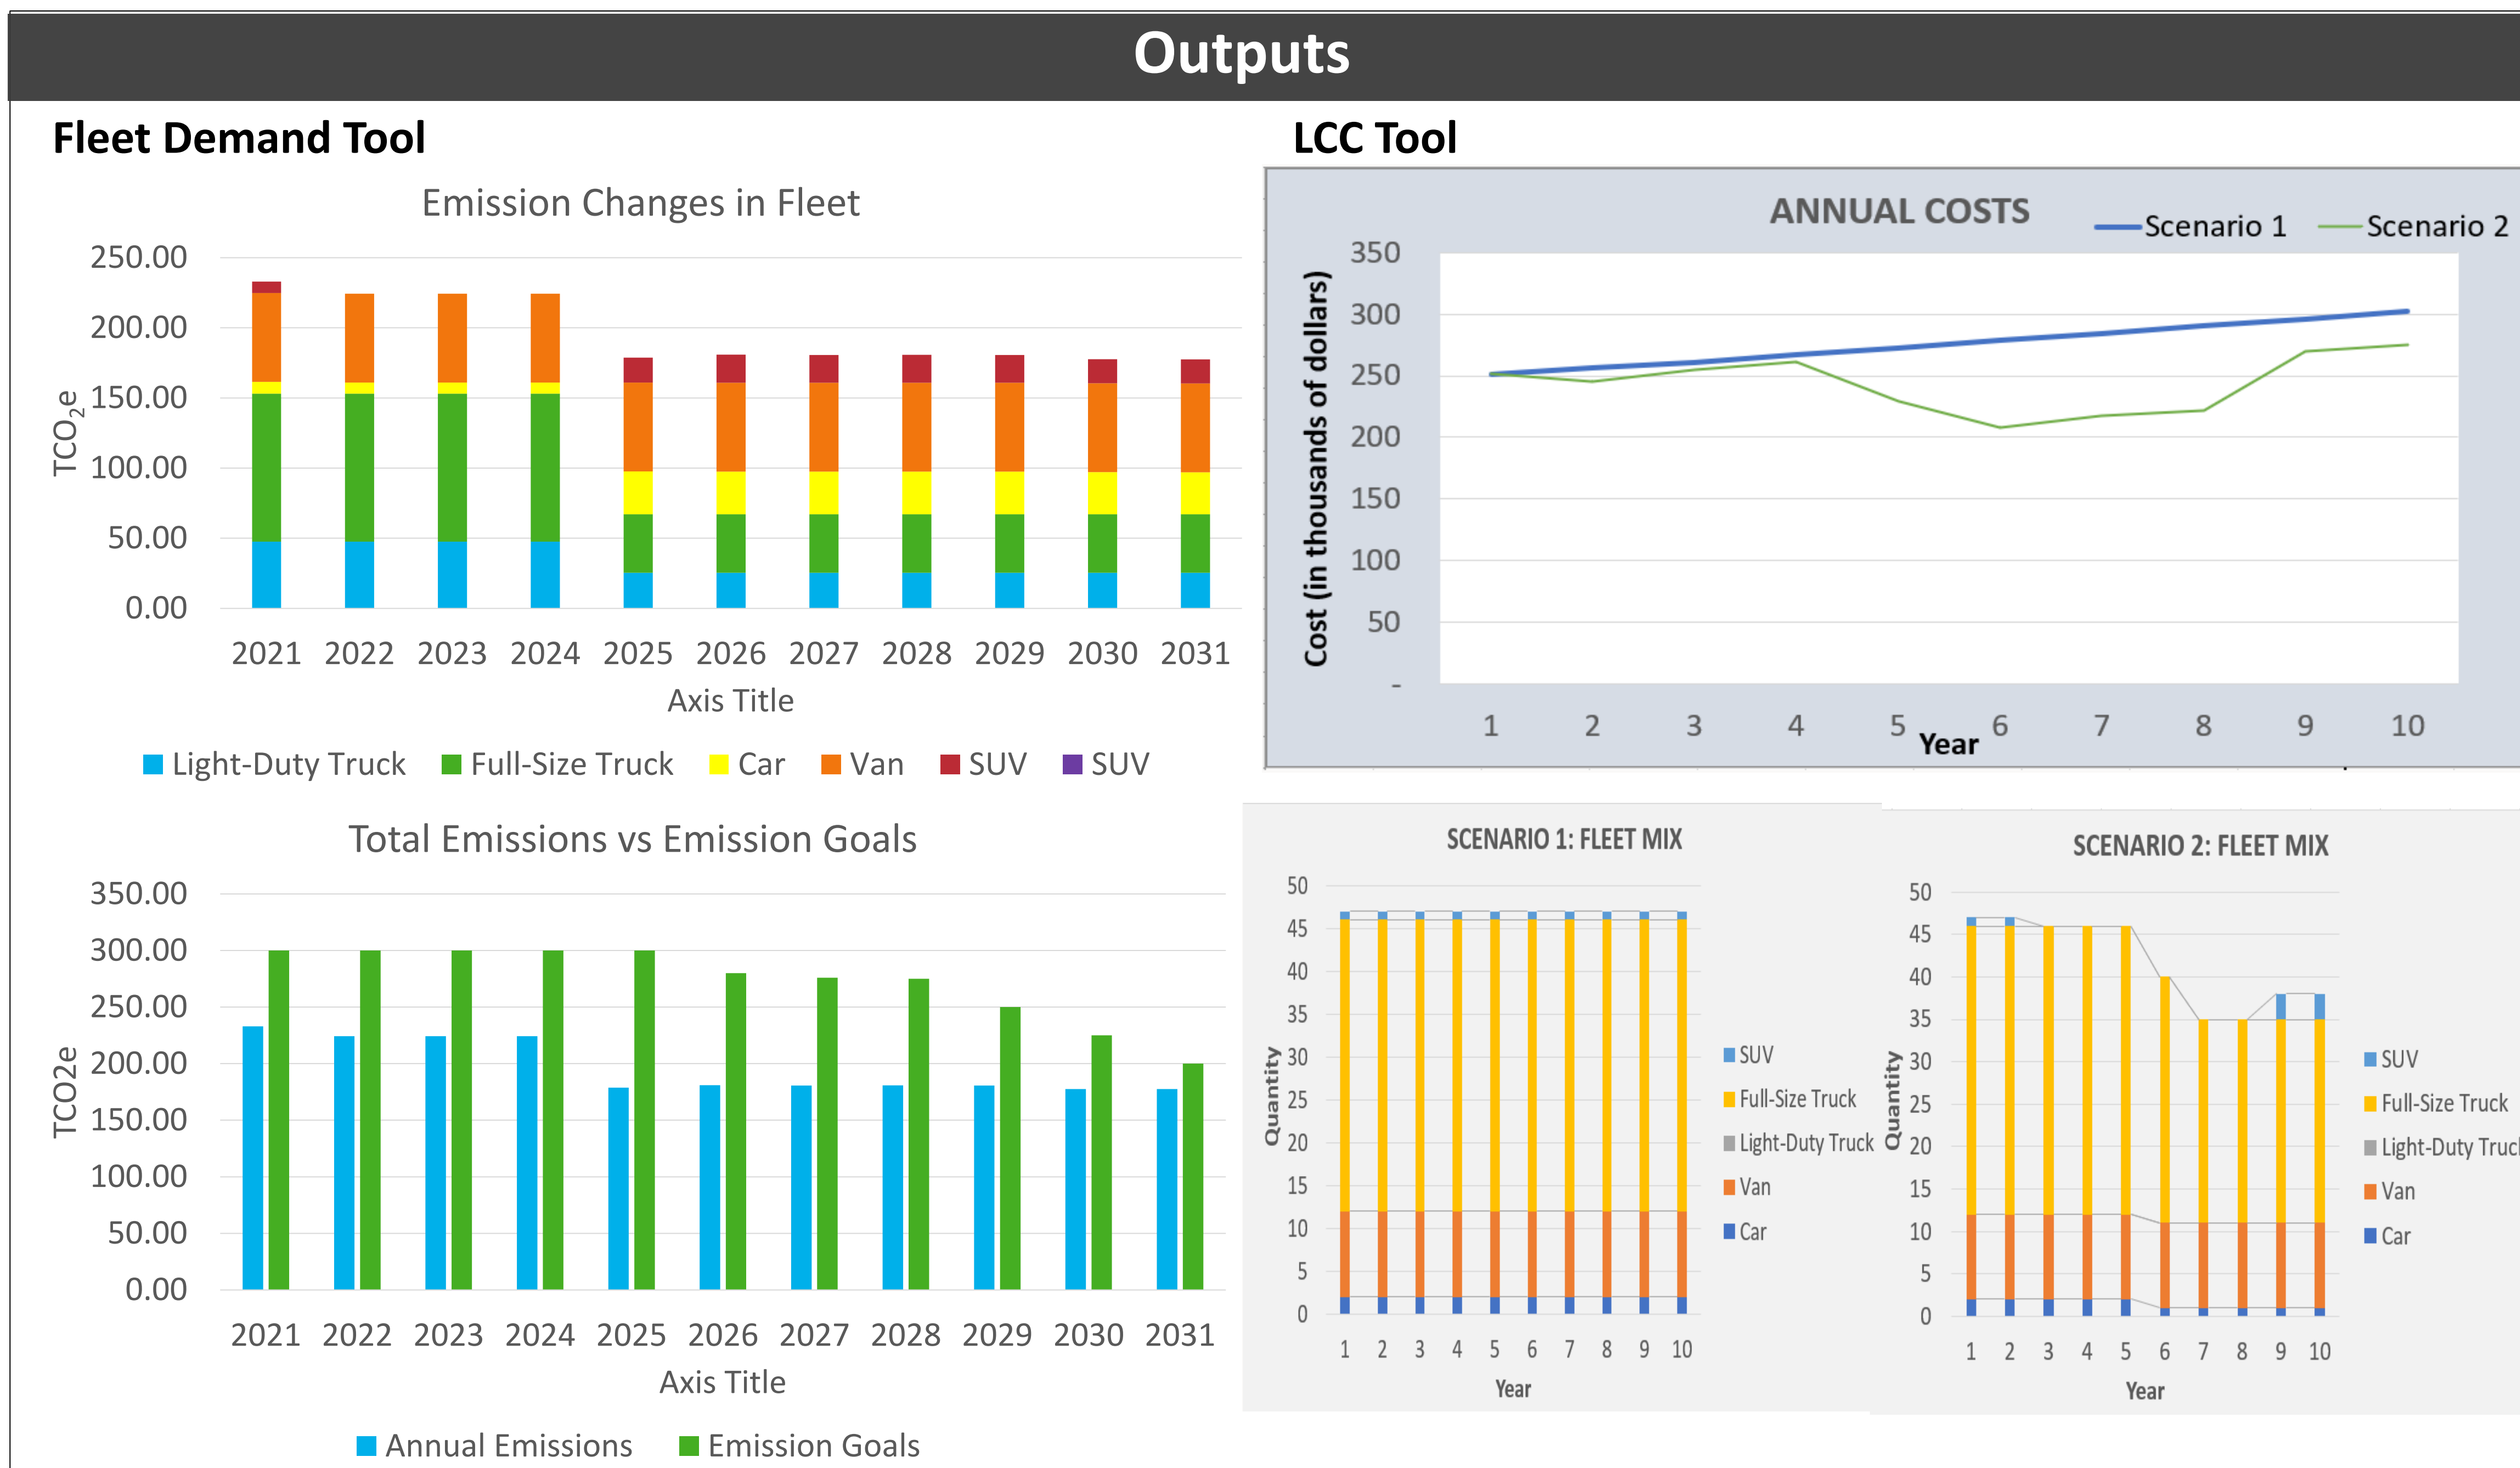 Outputs
Fleet Demand Tool
Emission Changes in Fleet
TCO₂e
250.00
200.00
150.00
100.00
50.00
0.00
2021 2022 2023 2024 2025 2026 2027 2028 2029 2030 2031
Axis Title
Light-Duty Truck Full-Size Truck Car Van SUV SUV
Total Emissions vs Emission Goals
TCO2e
350.00
300.00
250.00
200.00
150.00
100.00
50.00
0.00
2021 2022 2023 2024 2025 2026 2027 2028 2029 2030 2031
Axis Title
Annual Emissions Emission Goals
LCC Tool
ANNUAL COSTS
Scenario 1 Scenario 2
Cost (in thousands of dollars)
350
300
250
200
150
100
50
-
1 2 3 4 5 6 7 8 9 10
Year
SCENARIO 1: FLEET MIX
Quantity
50
45
40
35
30
25
20
15
10
5
0
1 2 3 4 5 6 7 8 9 10
Year
SUV
Full-Size Truck
Light-Duty Truck
Van
Car
SCENARIO 2: FLEET MIX
Quantity
50
45
40
35
30
25
20
15
10
5
0
1 2 3 4 5 6 7 8 9 10
Year
SUV
Full-Size Truck
Light-Duty Truc
Van
Car